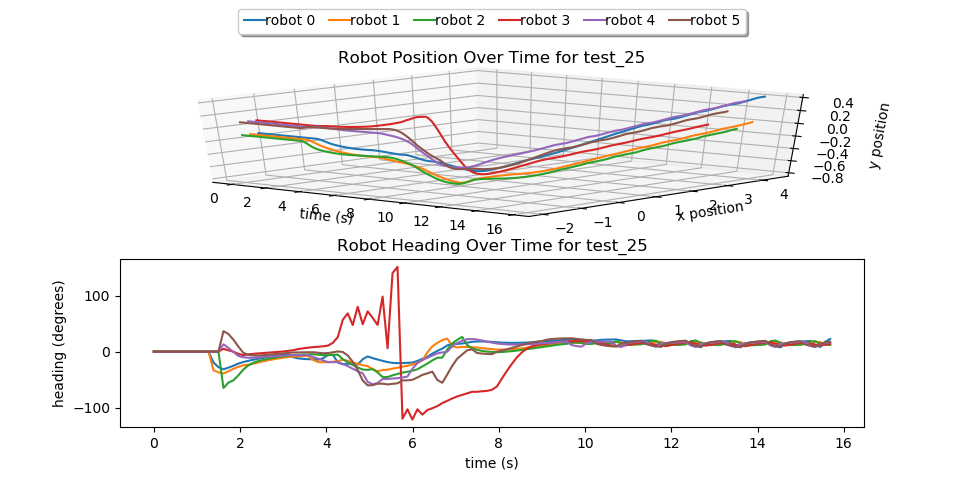 robot 0 robot 1 robot 2 robot 3 robot 4 robot 5
Robot Position Over Time for test_25
0 2 4 6 8 10 12 14 16
time (s)
−2 −1 0 1 2 3 4
x position
0.4
0.2
0.0
−0.2
−0.4
−0.6
−0.8
y position
Robot Heading Over Time for test_25
100
0
−100
heading (degrees)
0 2 4 6 8 10 12 14 16
time (s)